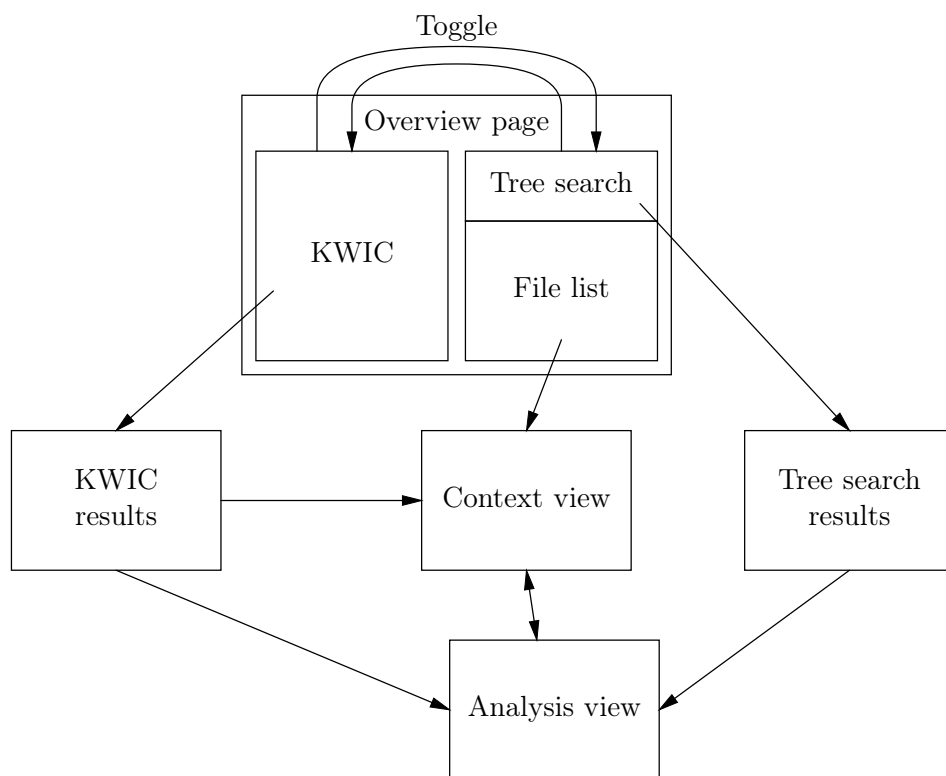 Toggle
Overview page
Tree search
KWIC
File list
KWIC
results
Context view
Tree search
results
Analysis view